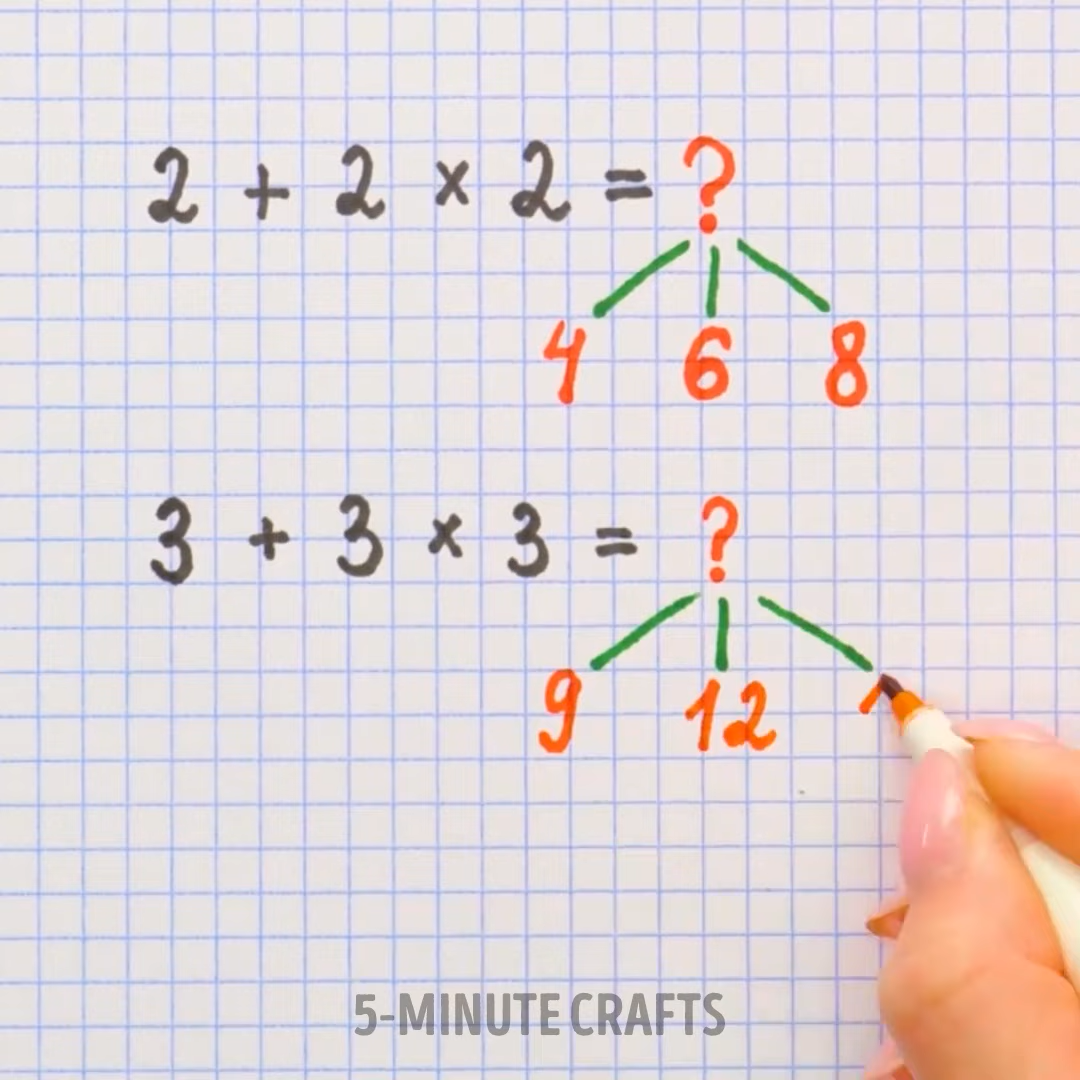 2 + 2 × 2 = ?
4 6 8
3 + 3 × 3 = ?
9 12
5-MINUTE CRAFTS